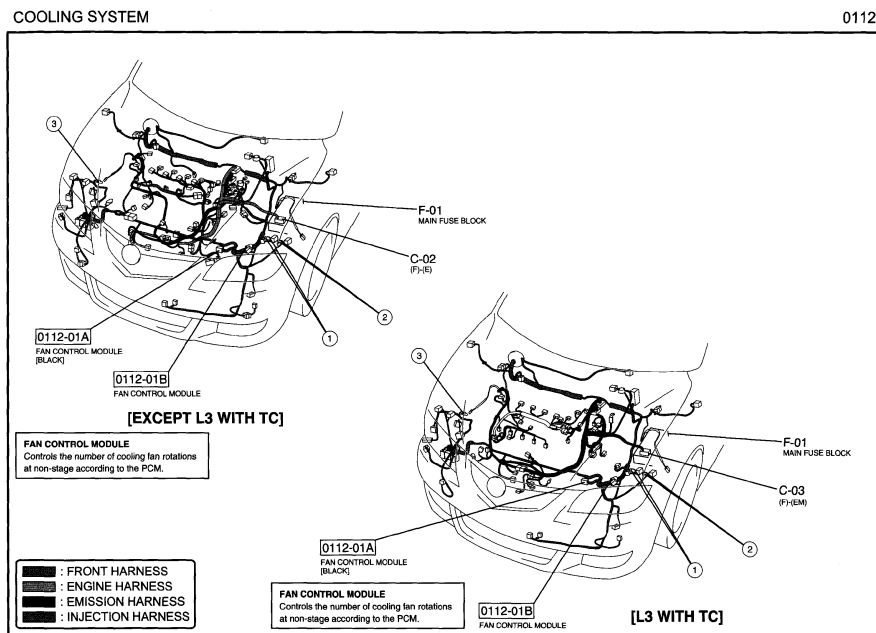 COOLING SYSTEM
0112
3
F-01
MAIN FUSE BLOCK
C-02
(F)-(E)
2
1
0112-01A
FAN CONTROL MODULE
[BLACK]
0112-01B
FAN CONTROL MODULE
[EXCEPT L3 WITH TC]
FAN CONTROL MODULE
Controls the number of cooling fan rotations
at non-stage according to the PCM.
3
F-01
MAIN FUSE BLOCK
C-03
(F)-(EM)
2
1
0112-01A
FAN CONTROL MODULE
[BLACK]
FAN CONTROL MODULE
Controls the number of cooling fan rotations
at non-stage according to the PCM.
0112-01B
FAN CONTROL MODULE
[L3 WITH TC]
: FRONT HARNESS
: ENGINE HARNESS
: EMISSION HARNESS
: INJECTION HARNESS